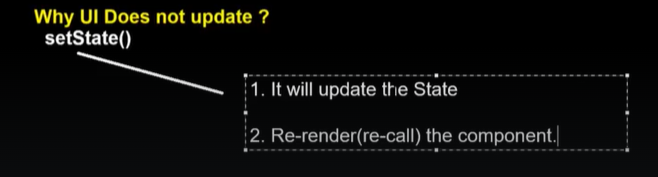 Why UI Does not update ?
setState()
1. It will update the State
2. Re-render(re-call) the component.